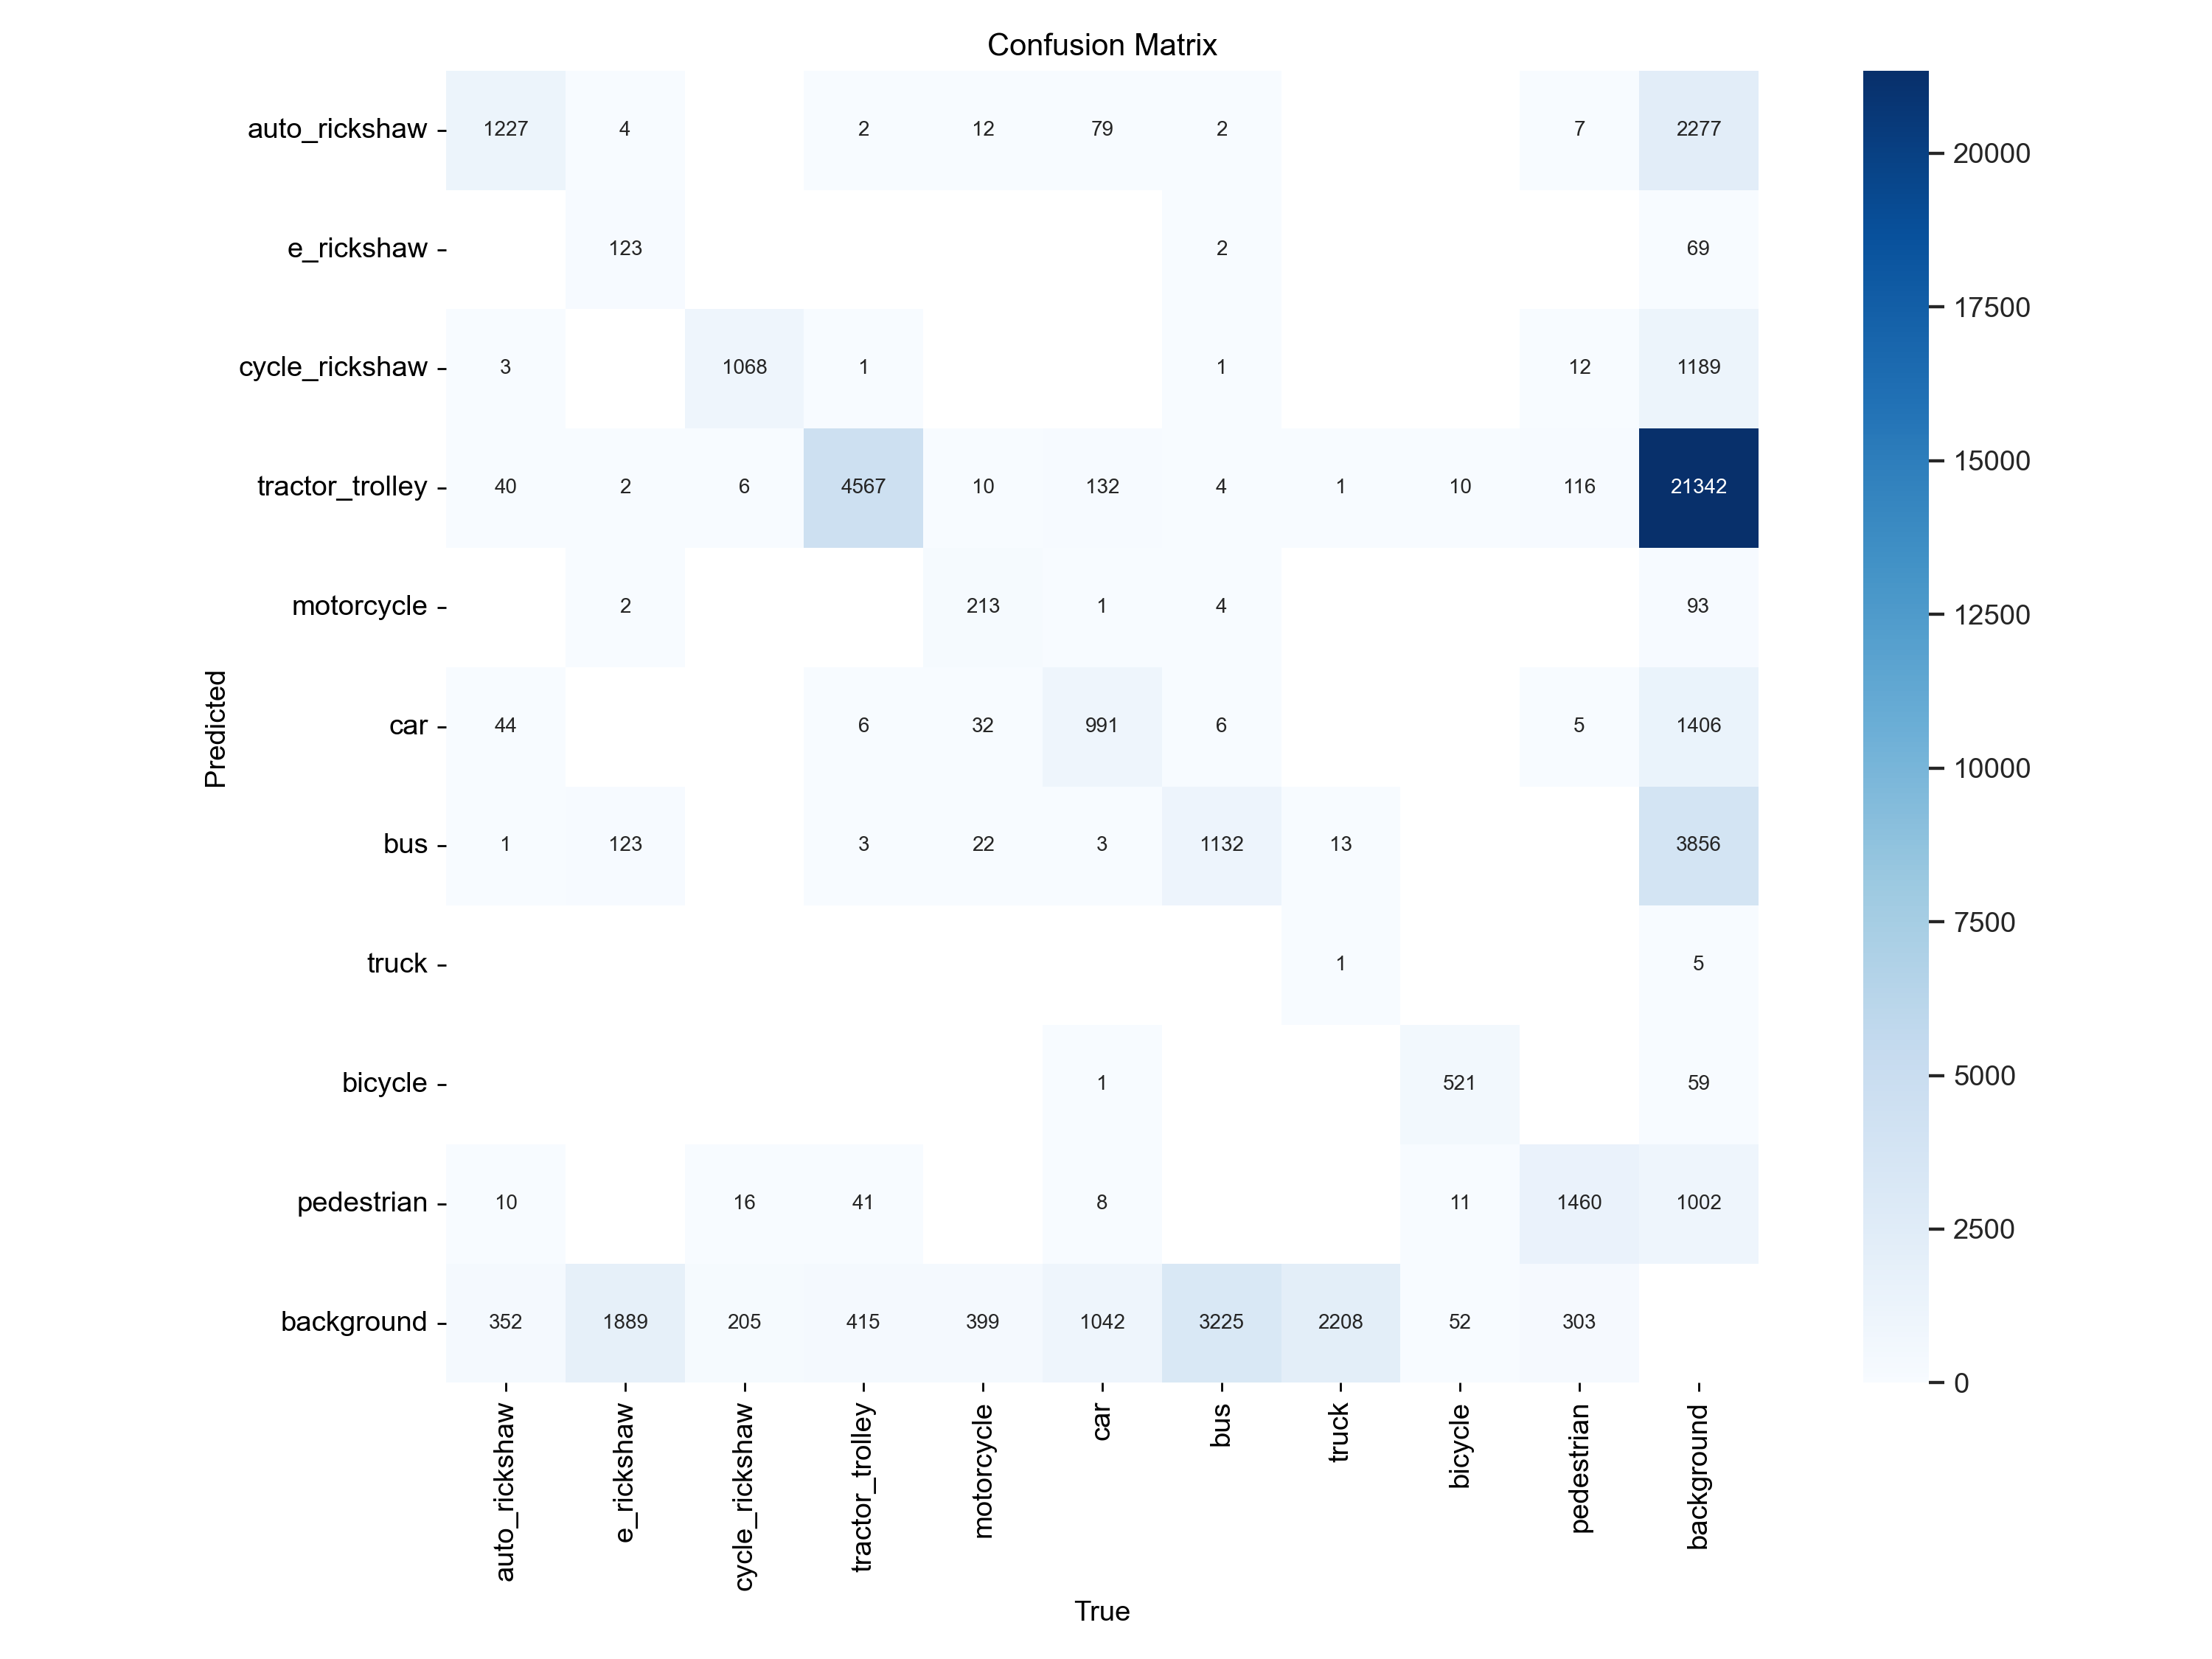 Confusion Matrix
auto_rickshaw 1227 4 2 12 79 2 7 2277
e_rickshaw 123 2 69
cycle_rickshaw 3 1068 1 1 12 1189
tractor_trolley 40 2 6 4567 10 132 4 1 10 116 21342
motorcycle 2 213 1 4 93
car 44 6 32 991 6 5 1406
bus 1 123 3 22 3 1132 13 3856
truck 1 5
bicycle 1 521 59
pedestrian 10 16 41 8 11 1460 1002
background 352 1889 205 415 399 1042 3225 2208 52 303
Predicted
auto_rickshaw
e_rickshaw
cycle_rickshaw
tractor_trolley
motorcycle
car
bus
truck
bicycle
pedestrian
background
True
20000
17500
15000
12500
10000
7500
5000
2500
0